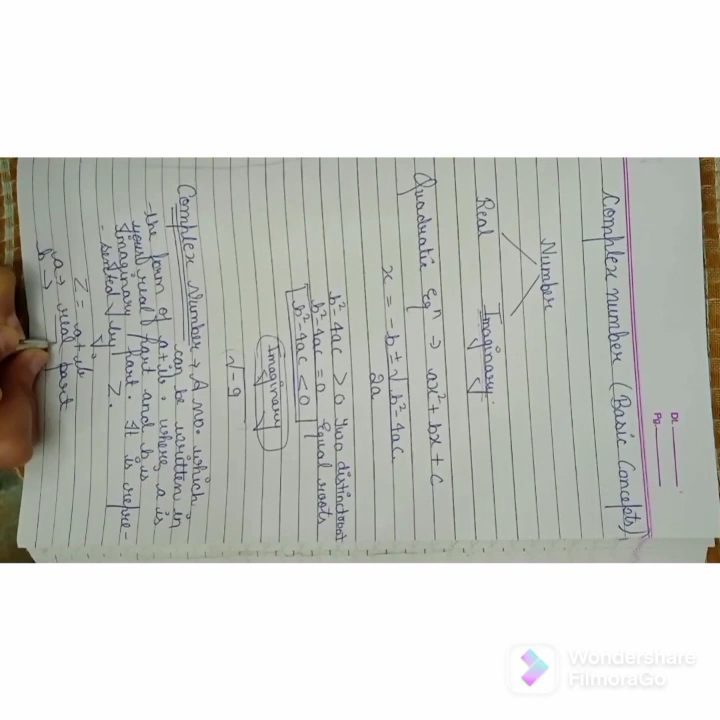 Dt.
Pg.
Complex number (Basic Concepts)
Number
Real Imaginary
Quadratic eqⁿ → ax² + bx + c
x = -b ± √b² - 4ac
2a
b² - 4ac > 0 Two distinct root
b² - 4ac = 0 Equal roots
b² - 4ac < 0
Imaginary
√-9
Complex Number → A no. which
can be written in
the form of a + ib, where a is
real part and b is
Imaginary part. It is repre-
-sented by Z.
Z = a + ib
a → real part
b →
Wondershare
FilmoraGo